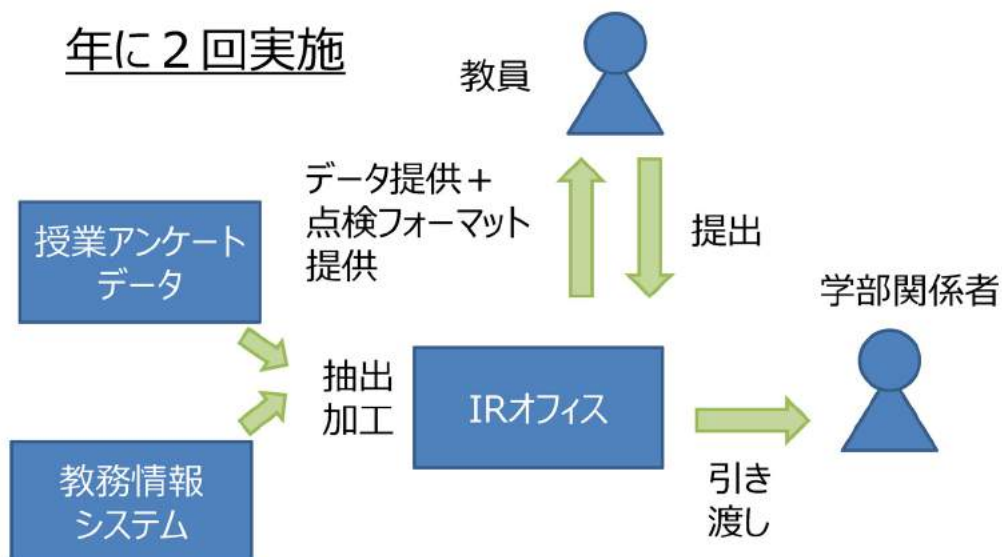 年に２回実施
教員
データ提供＋
点検フォーマット
提供
提出
授業アンケート
データ
学部関係者
抽出
加工
IRオフィス
教務情報
システム
引き
渡し